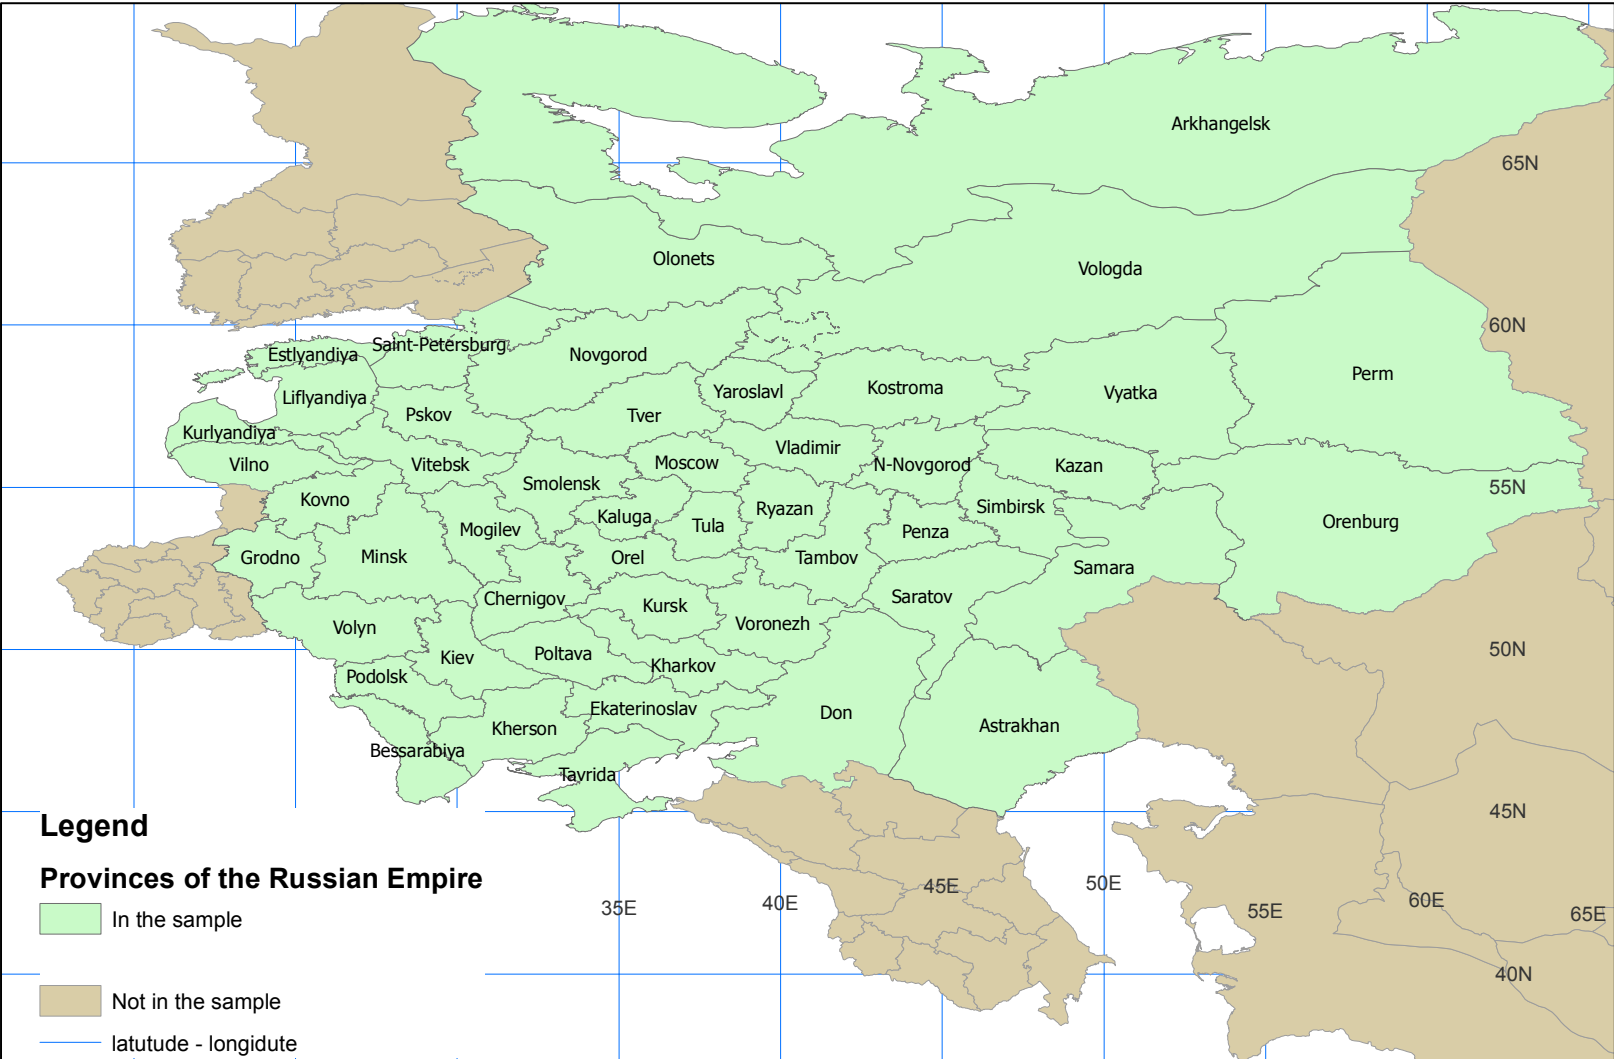 Arkhangelsk
65N
Olonets
Vologda
60N
Saint-Petersburg
Estlyandiya
Novgorod
Perm
Liflyandiya
Yaroslavl
Kostroma
Vyatka
Pskov
Tver
Kurlyandiya
Vladimir
Vilno
Vitebsk
Moscow
N-Novgorod
Kazan
Smolensk
55N
Kovno
Kaluga
Ryazan
Simbirsk
Orenburg
Mogilev
Tula
Penza
Grodno
Minsk
Orel
Tambov
Samara
Chernigov
Kursk
Saratov
Volyn
Voronezh
Kiev
Poltava
Kharkov
50N
Podolsk
Ekaterinoslav
Don
Astrakhan
Kherson
Bessarabiya
Tavrida
45N
Legend
Provinces of the Russian Empire
In the sample
Not in the sample
latutude - longidute
35E
40E
45E
50E
55E
60E
65E
40N